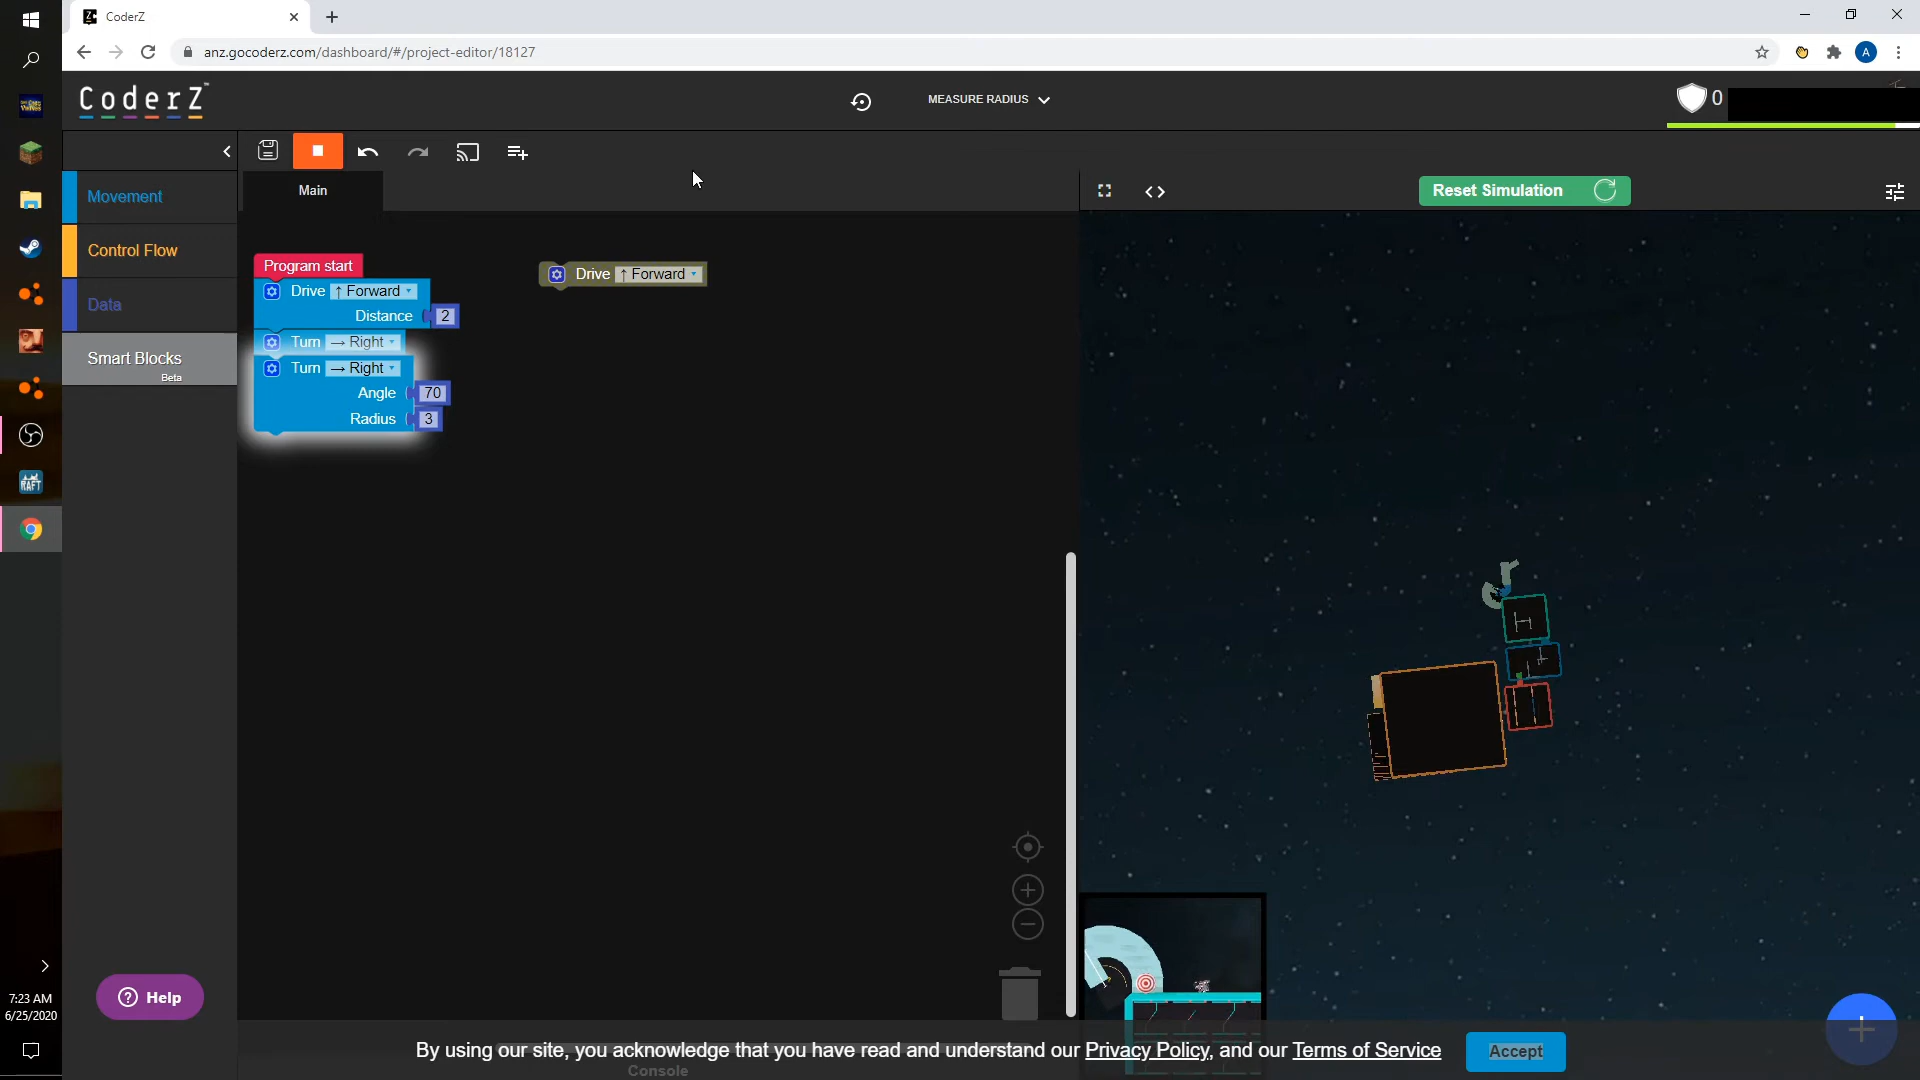 CoderZ
anz.gocoderz.com/dashboard/#/project-editor/18127
A
CoderZ™
MEASURE RADIUS
0
Main
Reset Simulation
Movement
Control Flow
Data
Smart Blocks
Beta
Program start
Drive ↑ Forward
Distance 2
Turn → Right
Turn → Right
Angle 70
Radius 3
Drive ↑ Forward
RAFT
7:23 AM
6/25/2020
Help
By using our site, you acknowledge that you have read and understand our Privacy Policy, and our Terms of Service
Accept
Console